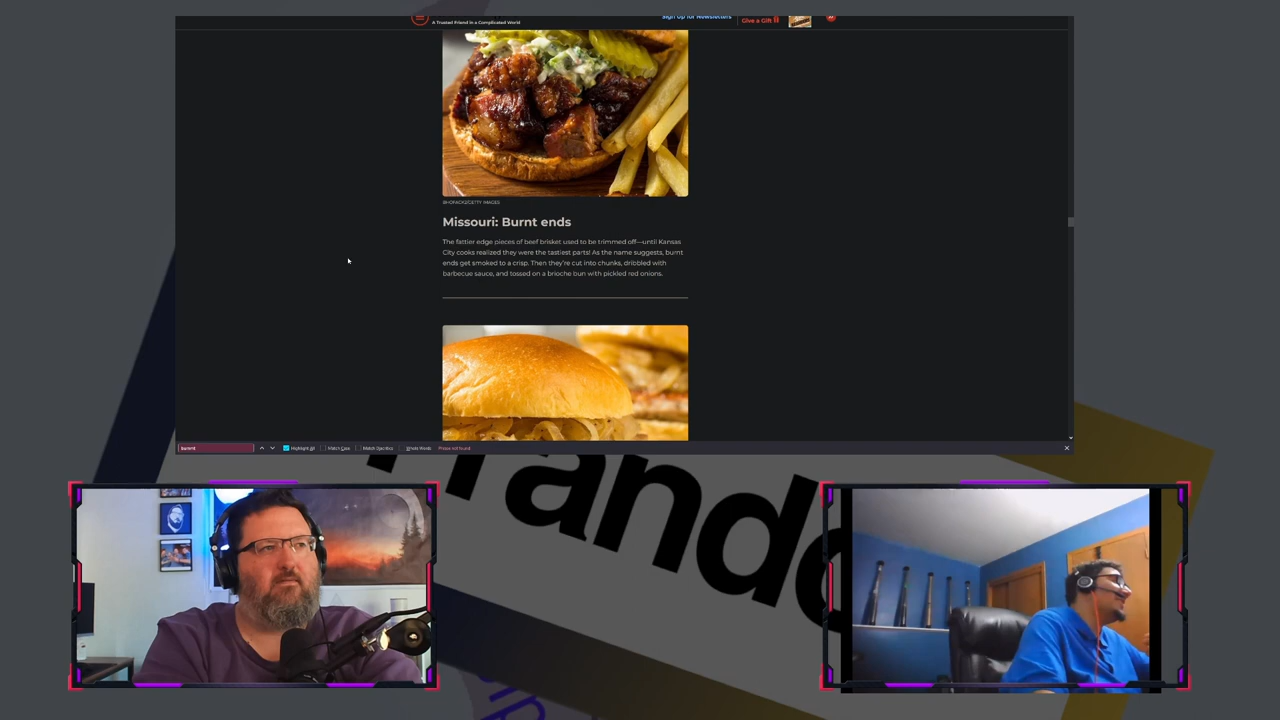 A Trusted Friend in a Complicated World
Sign Up for Newsletters
Give a Gift
BHOFACK2/GETTY IMAGES
Missouri: Burnt ends
The fattier edge pieces of beef brisket used to be trimmed off—until Kansas
City cooks realized they were the tastiest parts! As the name suggests, burnt
ends get smoked to a crisp. Then they're cut into chunks, dribbled with
barbecue sauce, and tossed on a brioche bun with pickled red onions.
Highlight All
Match Case
Match Diacritics
Whole Words
Phrase not found
rando